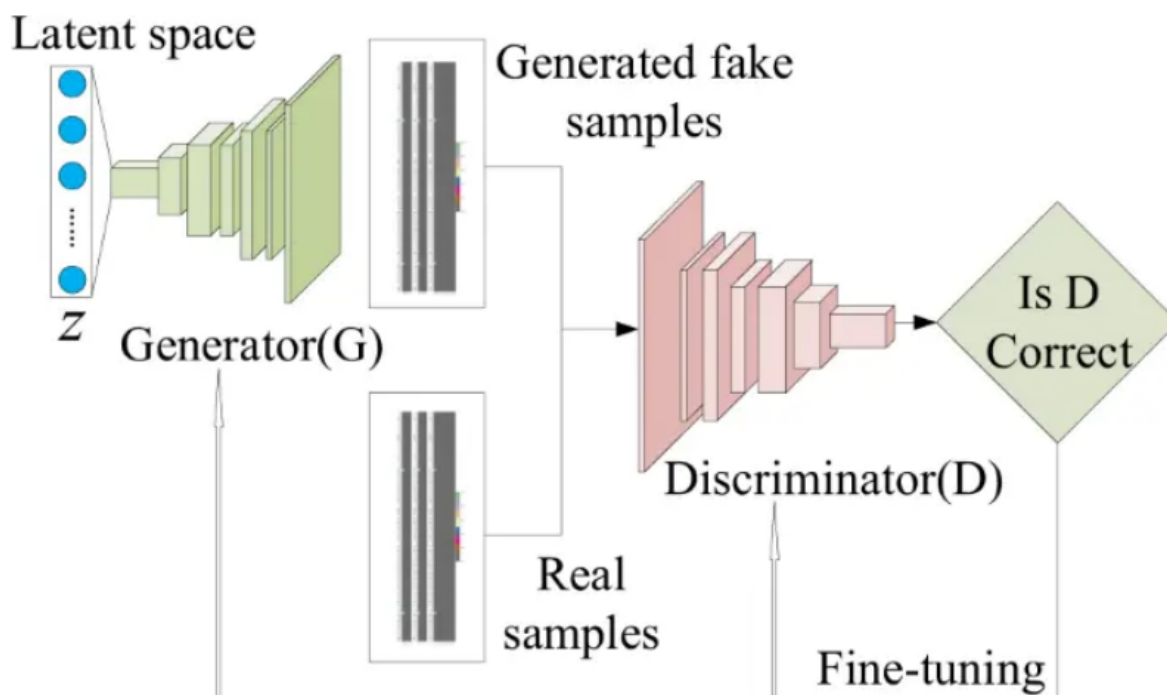 Latent space
Generated fake
samples
z
Generator(G)
Is D
Correct
Discriminator(D)
Real
samples
Fine-tuning